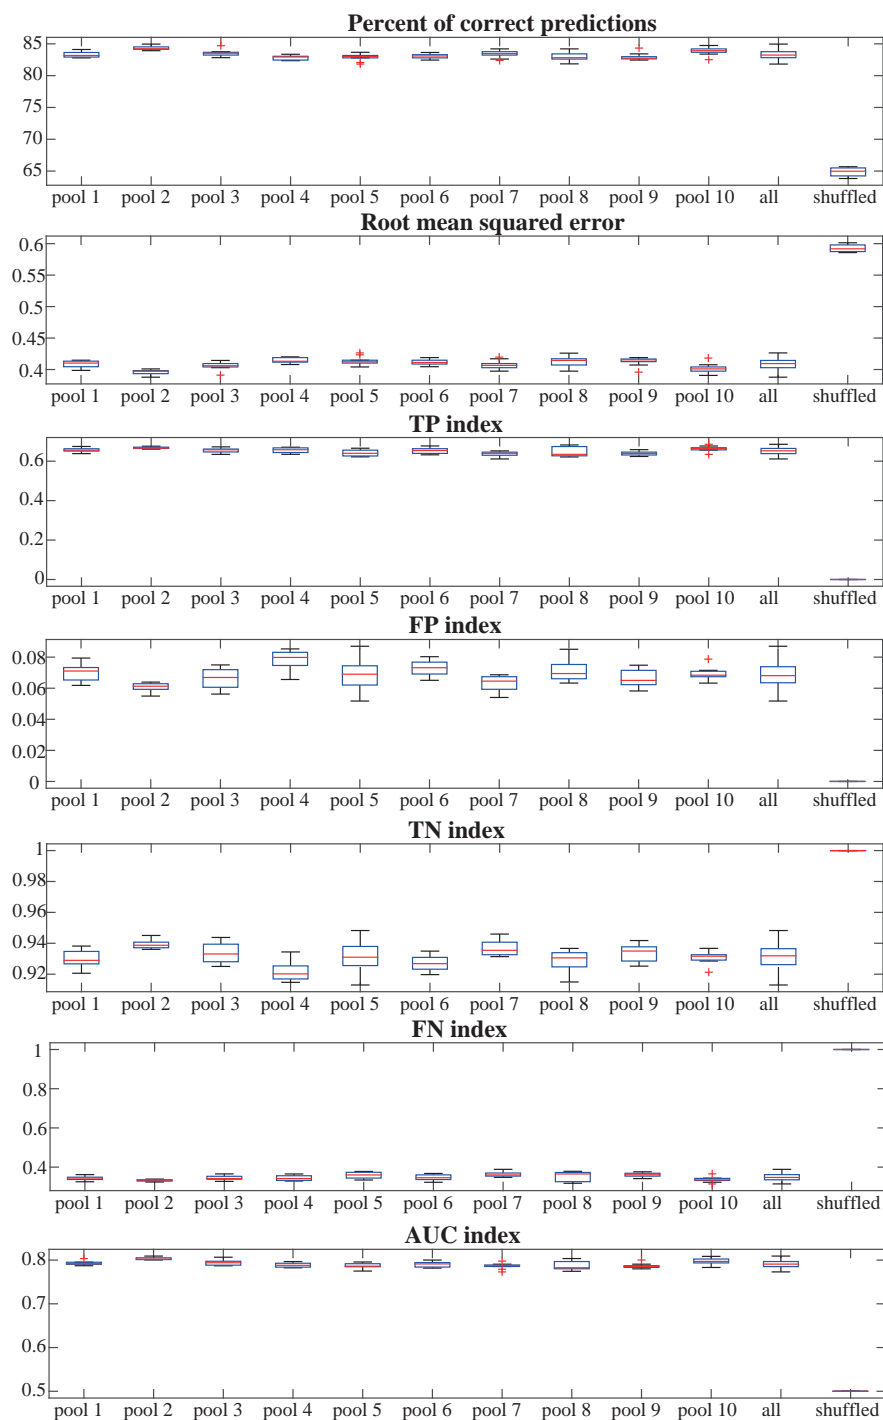 Percent of correct predictions
85
80
75
70
65
pool 1 pool 2 pool 3 pool 4 pool 5 pool 6 pool 7 pool 8 pool 9 pool 10 all shuffled
Root mean squared error
0.6
0.55
0.5
0.45
0.4
pool 1 pool 2 pool 3 pool 4 pool 5 pool 6 pool 7 pool 8 pool 9 pool 10 all shuffled
TP index
0.6
0.4
0.2
0
pool 1 pool 2 pool 3 pool 4 pool 5 pool 6 pool 7 pool 8 pool 9 pool 10 all shuffled
FP index
0.08
0.06
0.04
0.02
0
pool 1 pool 2 pool 3 pool 4 pool 5 pool 6 pool 7 pool 8 pool 9 pool 10 all shuffled
TN index
1
0.98
0.96
0.94
0.92
pool 1 pool 2 pool 3 pool 4 pool 5 pool 6 pool 7 pool 8 pool 9 pool 10 all shuffled
FN index
1
0.8
0.6
0.4
pool 1 pool 2 pool 3 pool 4 pool 5 pool 6 pool 7 pool 8 pool 9 pool 10 all shuffled
AUC index
0.8
0.7
0.6
0.5
pool 1 pool 2 pool 3 pool 4 pool 5 pool 6 pool 7 pool 8 pool 9 pool 10 all shuffled